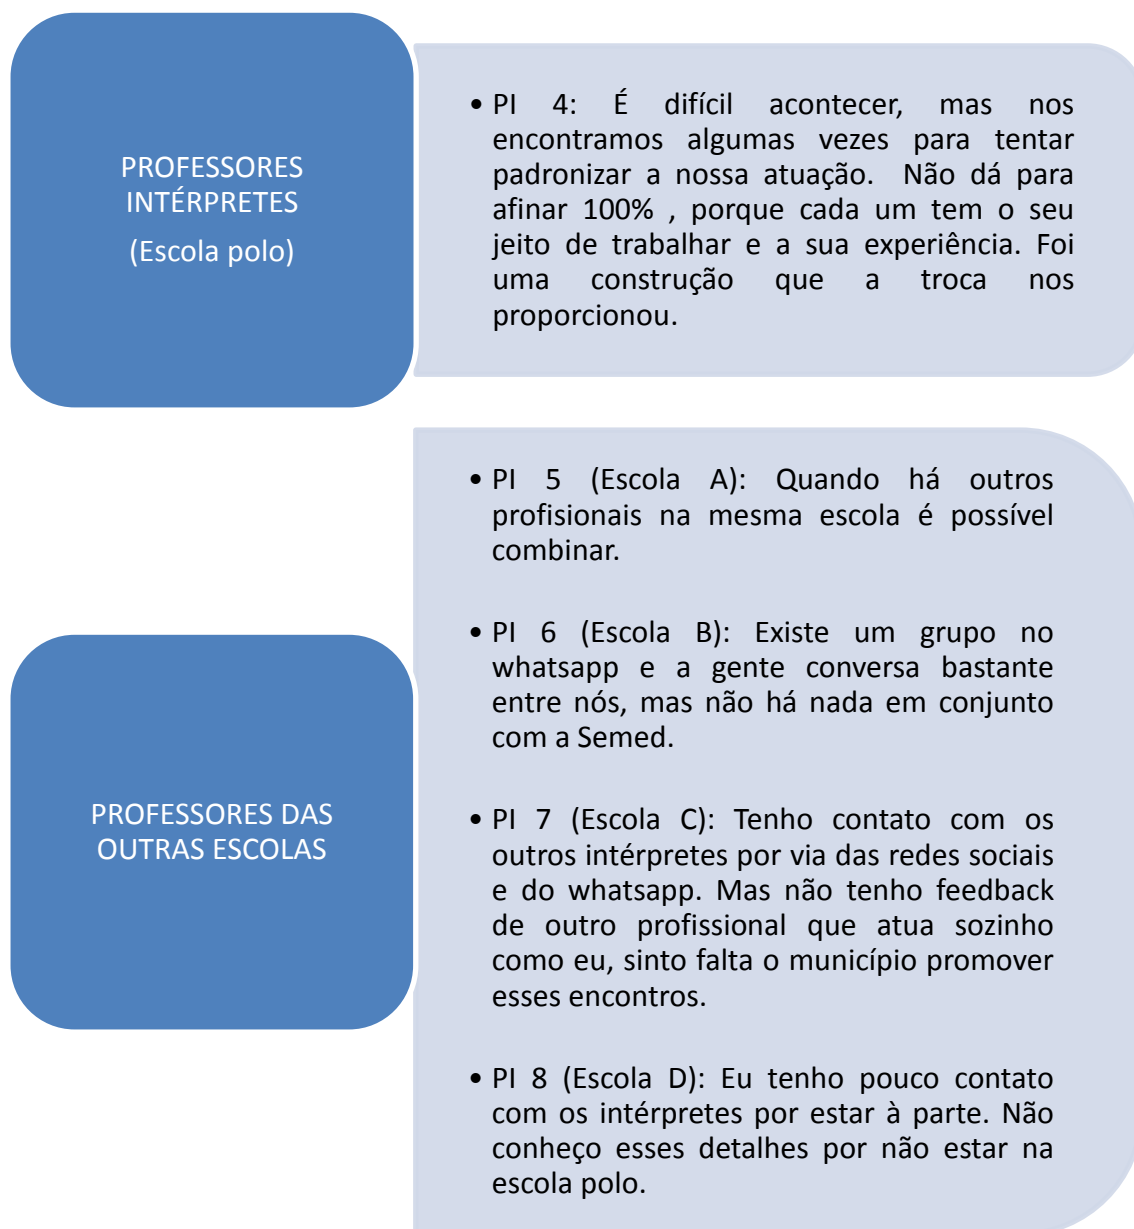 PROFESSORES
INTÉRPRETES
(Escola polo)
• PI 4: É difícil acontecer, mas nos
encontramos algumas vezes para tentar
padronizar a nossa atuação. Não dá para
afinar 100% , porque cada um tem o seu
jeito de trabalhar e a sua experiência. Foi
uma construção que a troca nos
proporcionou.
PROFESSORES DAS
OUTRAS ESCOLAS
• PI 5 (Escola A): Quando há outros
profisionais na mesma escola é possível
combinar.
• PI 6 (Escola B): Existe um grupo no
whatsapp e a gente conversa bastante
entre nós, mas não há nada em conjunto
com a Semed.
• PI 7 (Escola C): Tenho contato com os
outros intérpretes por via das redes sociais
e do whatsapp. Mas não tenho feedback
de outro profissional que atua sozinho
como eu, sinto falta o município promover
esses encontros.
• PI 8 (Escola D): Eu tenho pouco contato
com os intérpretes por estar à parte. Não
conheço esses detalhes por não estar na
escola polo.